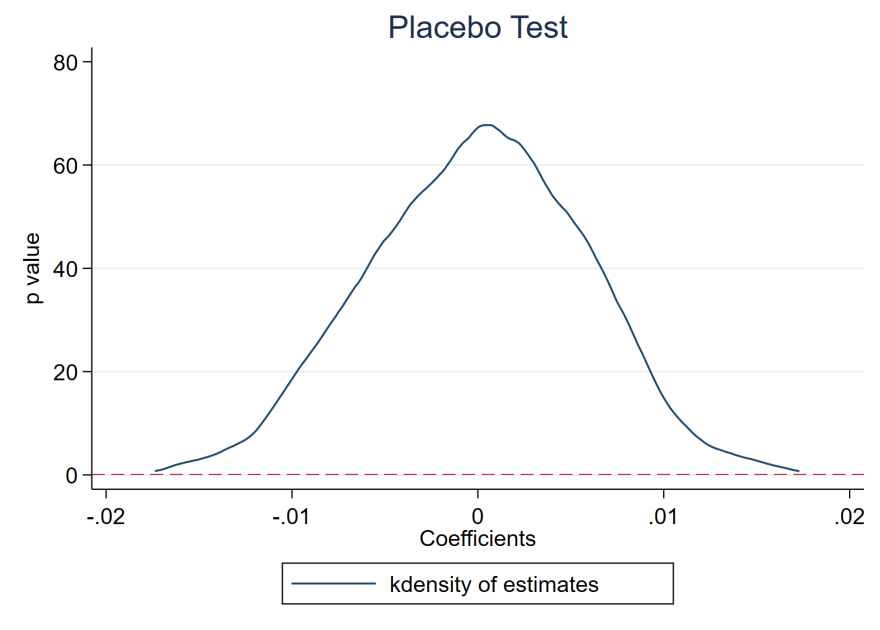 Placebo Test
80
60
40
20
0
p value
-.02 -.01 0 .01 .02
Coefficients
kdensity of estimates